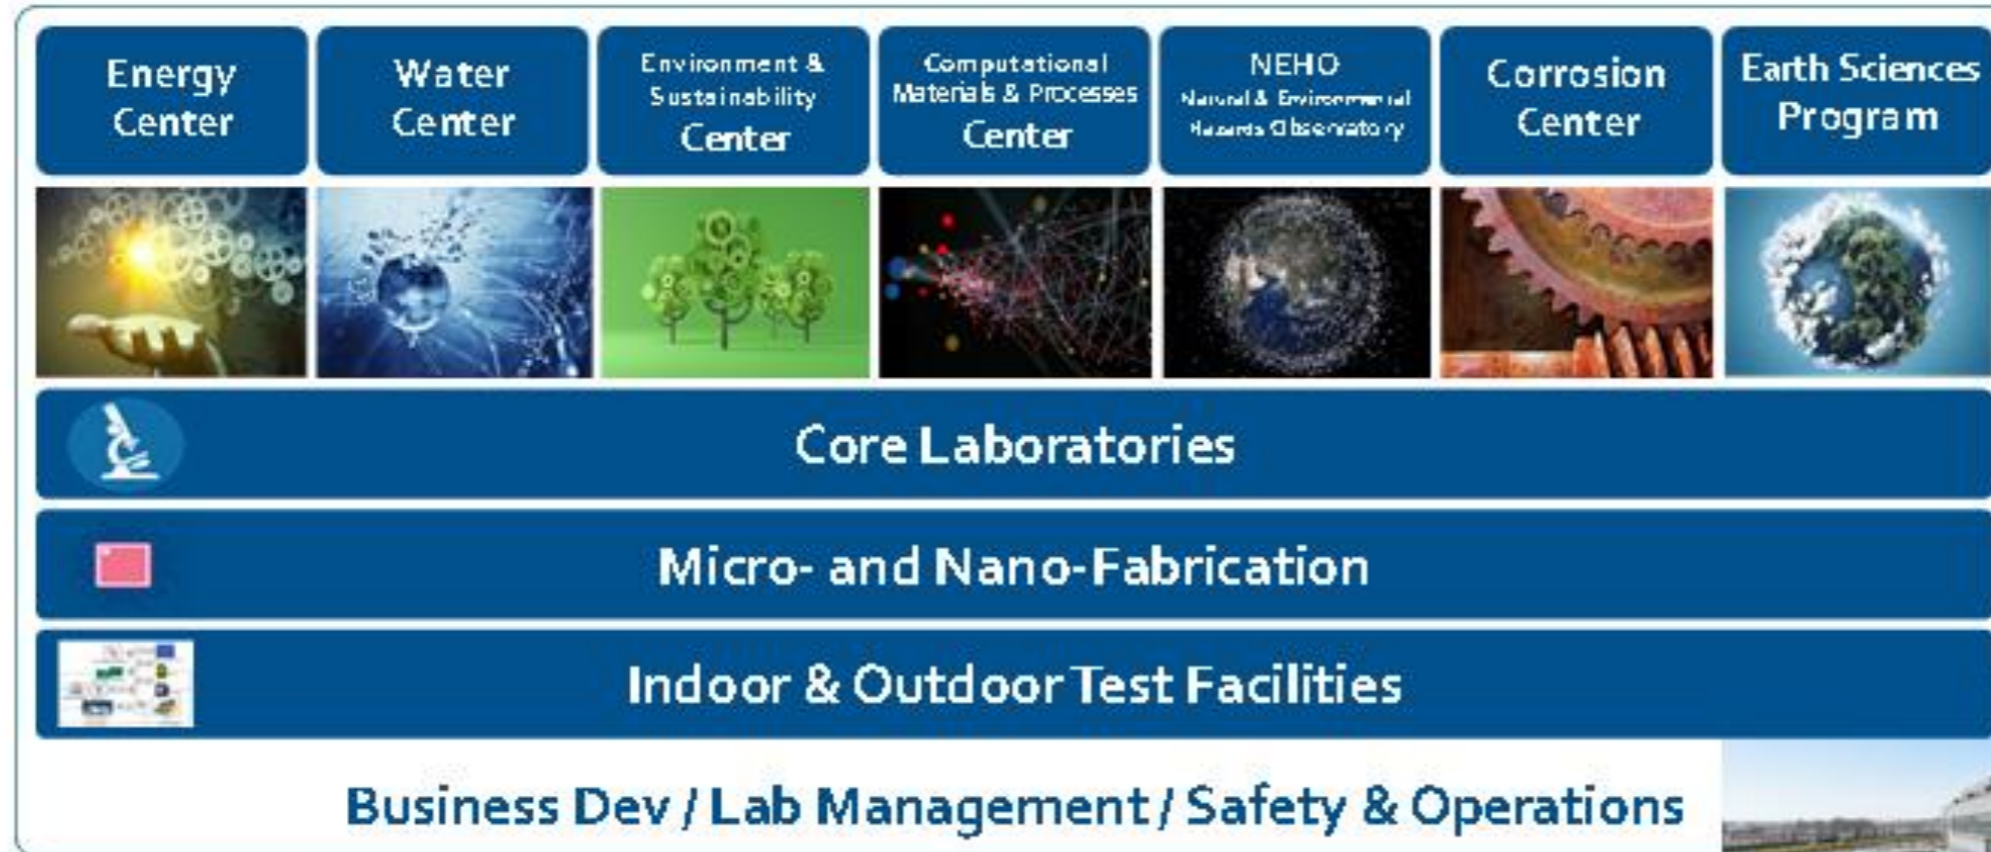 Energy
Center
Water
Center
Environment &
Sustainability
Center
Computational
Materials & Processes
Center
NEHO
Natural & Environmental
Hazards Observatory
Corrosion
Center
Earth Sciences
Program
Core Laboratories
Micro- and Nano-Fabrication
Indoor & Outdoor Test Facilities
Business Dev / Lab Management / Safety & Operations